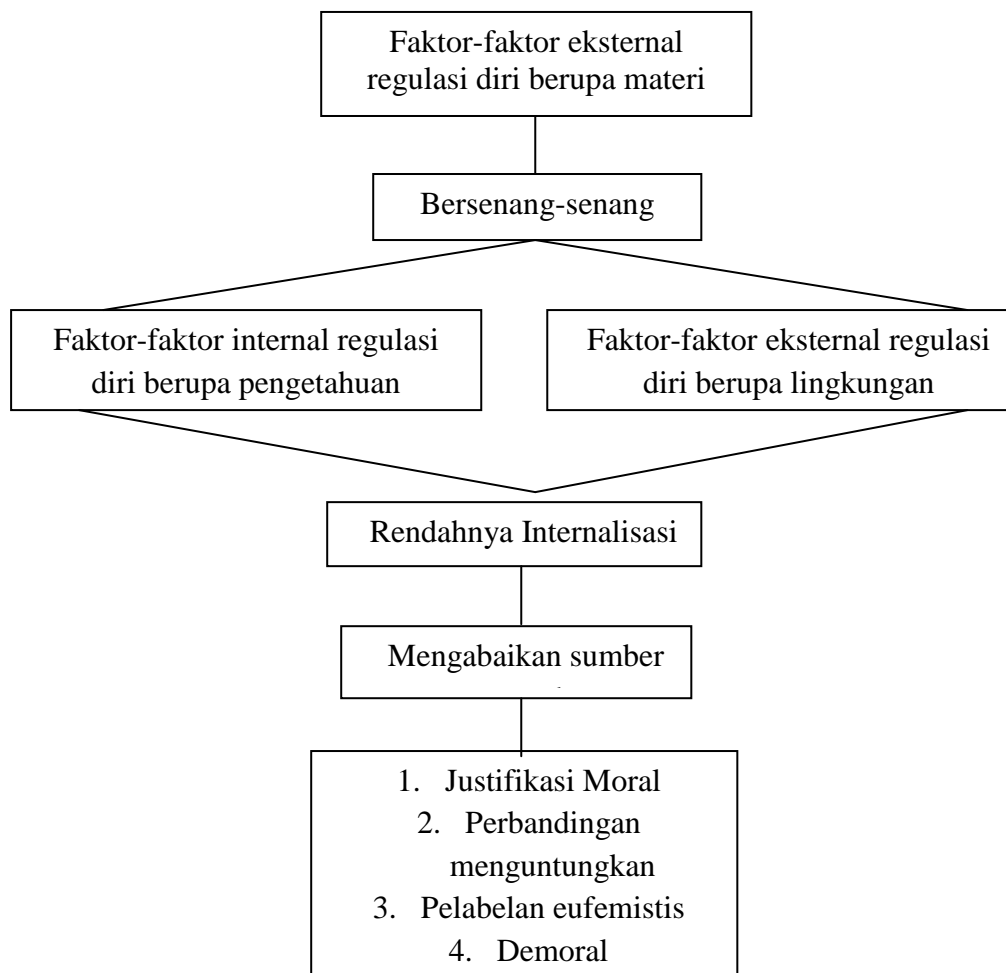 Faktor-faktor eksternal
regulasi diri berupa materi
Bersenang-senang
Faktor-faktor internal regulasi
diri berupa pengetahuan
Faktor-faktor eksternal regulasi
diri berupa lingkungan
Rendahnya Internalisasi
Mengabaikan sumber
1. Justifikasi Moral
2. Perbandingan
menguntungkan
3. Pelabelan eufemistis
4. Demoral